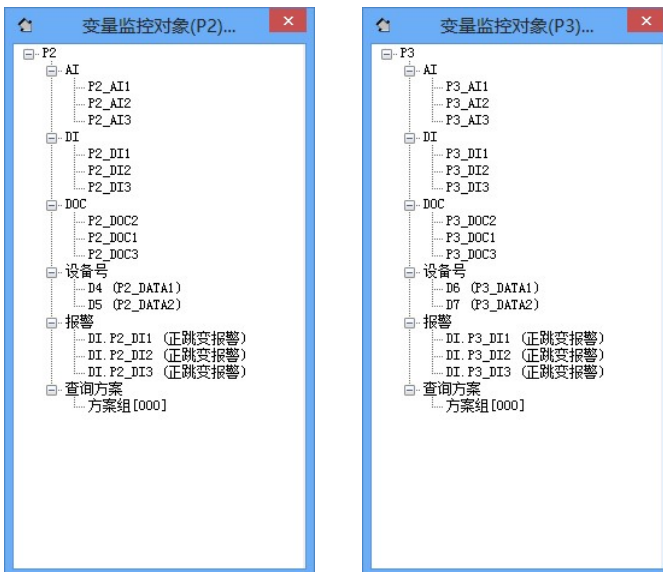 变量监控对象(P2)...
P2
AI
P2_AI1
P2_AI2
P2_AI3
DI
P2_DI1
P2_DI2
P2_DI3
DOC
P2_DOC2
P2_DOC1
P2_DOC3
设备号
D4 (P2_DATA1)
D5 (P2_DATA2)
报警
DI.P2_DI1 (正跳变报警)
DI.P2_DI2 (正跳变报警)
DI.P2_DI3 (正跳变报警)
查询方案
方案组[000]
变量监控对象(P3)...
P3
AI
P3_AI1
P3_AI2
P3_AI3
DI
P3_DI1
P3_DI2
P3_DI3
DOC
P3_DOC2
P3_DOC1
P3_DOC3
设备号
D6 (P3_DATA1)
D7 (P3_DATA2)
报警
DI.P3_DI1 (正跳变报警)
DI.P3_DI2 (正跳变报警)
DI.P3_DI3 (正跳变报警)
查询方案
方案组[000]